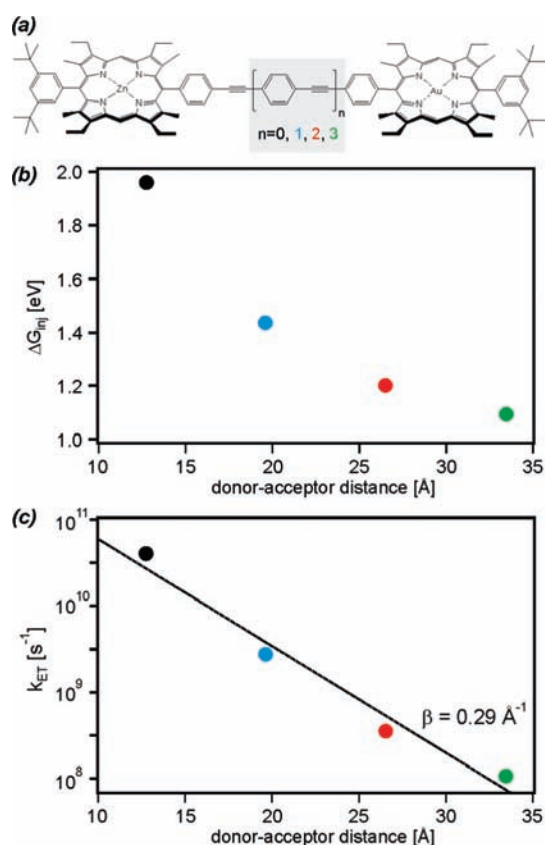 (a)
N N N N
Zn Au
N N N N
n
n=0, 1, 2, 3
(b)
2.0
1.8
1.6
1.4
1.2
1.0
ΔG_inj [eV]
10 15 20 25 30 35
donor-acceptor distance [Å]
(c)
10^11
10^10
10^9
10^8
k_ET [s^-1]
β = 0.29 Å^-1
10 15 20 25 30 35
donor-acceptor distance [Å]